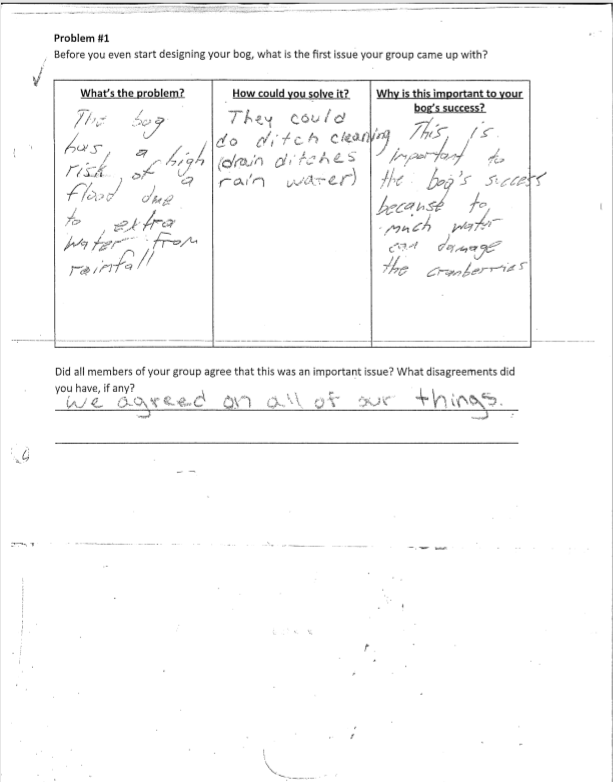 Problem #1
Before you even start designing your bog, what is the first issue your group came up with?
What's the problem?
The bog
has a high
risk of a
flood due
to extra
water from
rainfall
How could you solve it?
They could
do ditch cleaning
(drain ditches
rain water)
Why is this important to your
bog's success?
This is
important to
the bog's success
because to
much water
can damage
the cranberries
Did all members of your group agree that this was an important issue? What disagreements did
you have, if any?
we agreed on all of our things.